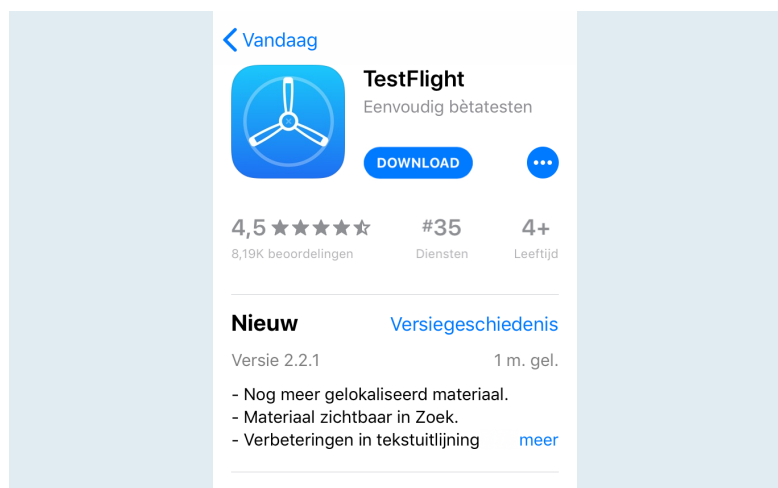 Vandaag
TestFlight
Eenvoudig bètatesten
DOWNLOAD
4,5 #35 4+
8,19K beoordelingen Diensten Leeftijd
Nieuw Versiegeschiedenis
Versie 2.2.1 1 m. gel.
- Nog meer gelokaliseerd materiaal.
- Materiaal zichtbaar in Zoek.
- Verbeteringen in tekstuitlijning meer